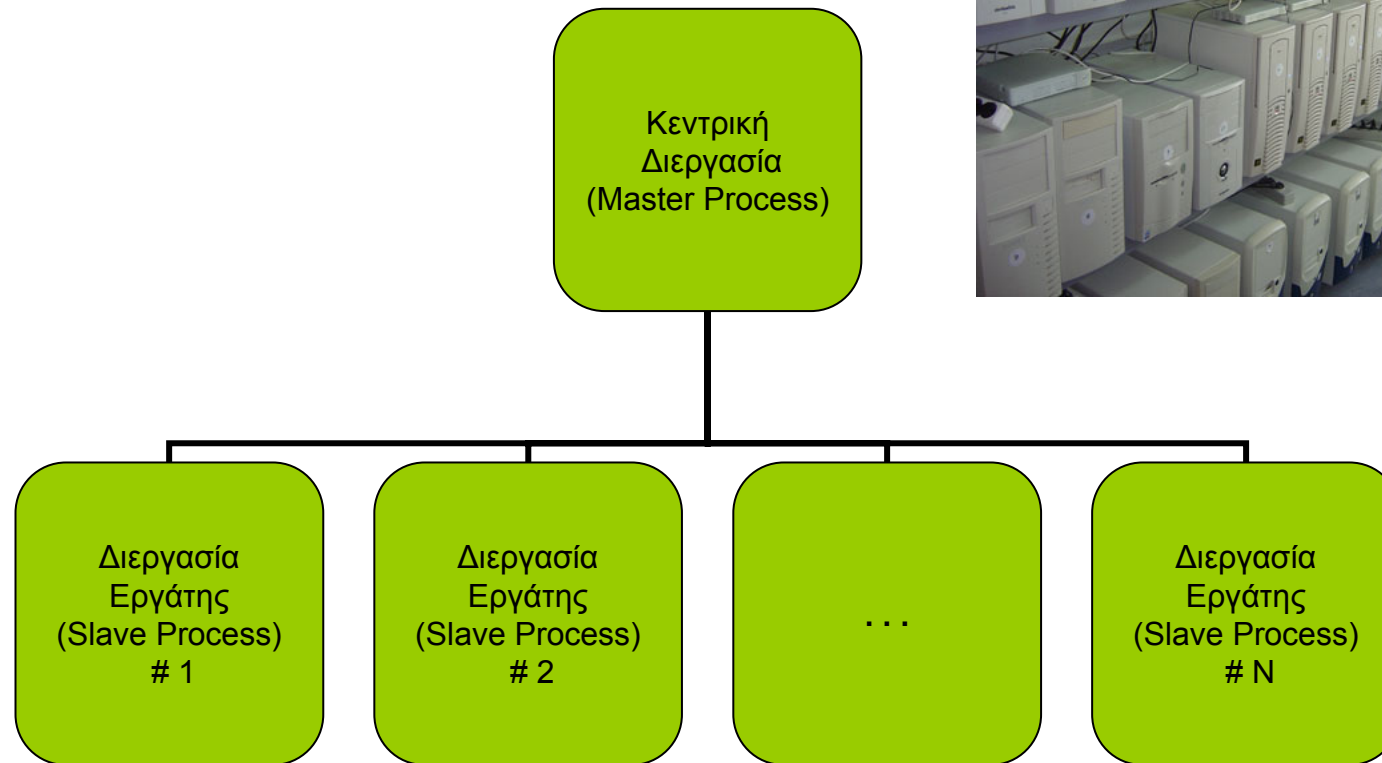 Κεντρική
Διεργασία
(Master Process)
Διεργασία
Εργάτης
(Slave Process)
# 1
Διεργασία
Εργάτης
(Slave Process)
# 2
. . .
Διεργασία
Εργάτης
(Slave Process)
# N